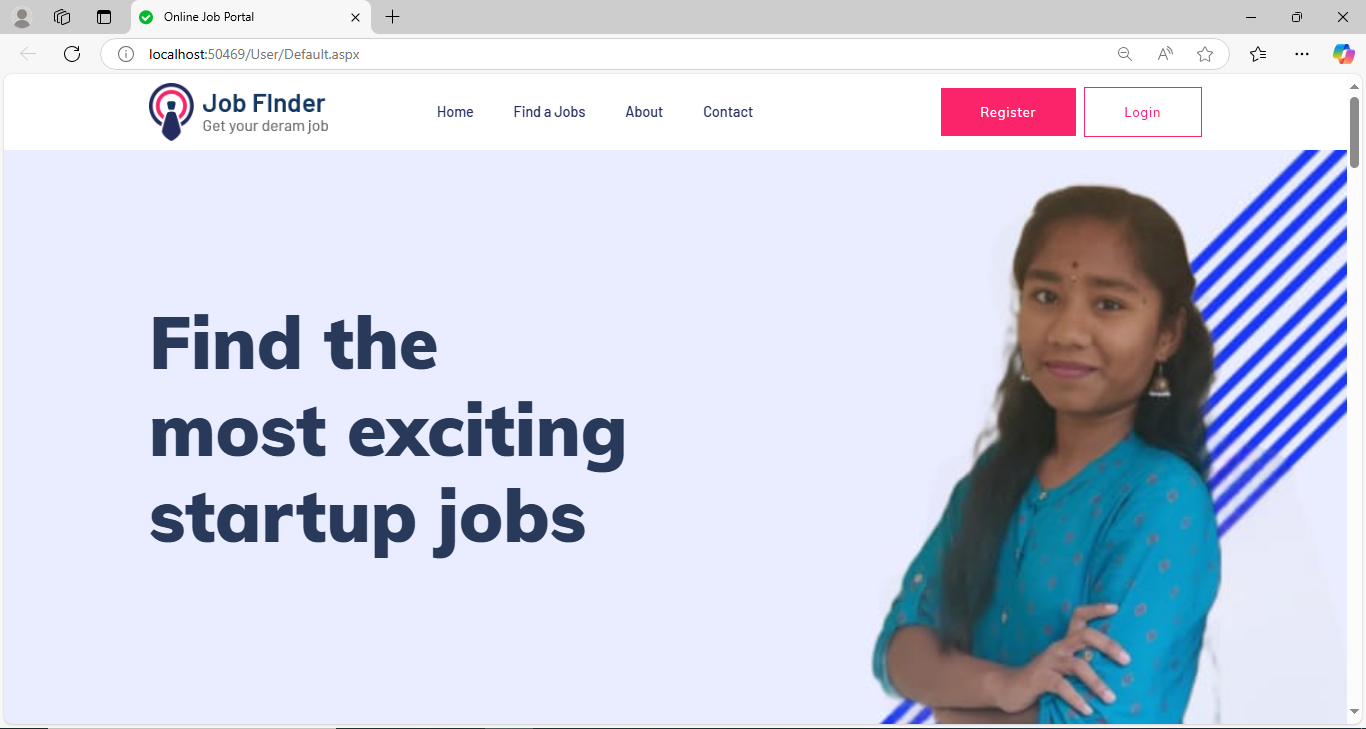 Online Job Portal
localhost:50469/User/Default.aspx
Job FInder
Get your deram job
Home
Find a Jobs
About
Contact
Register
Login
Find the
most exciting
startup jobs